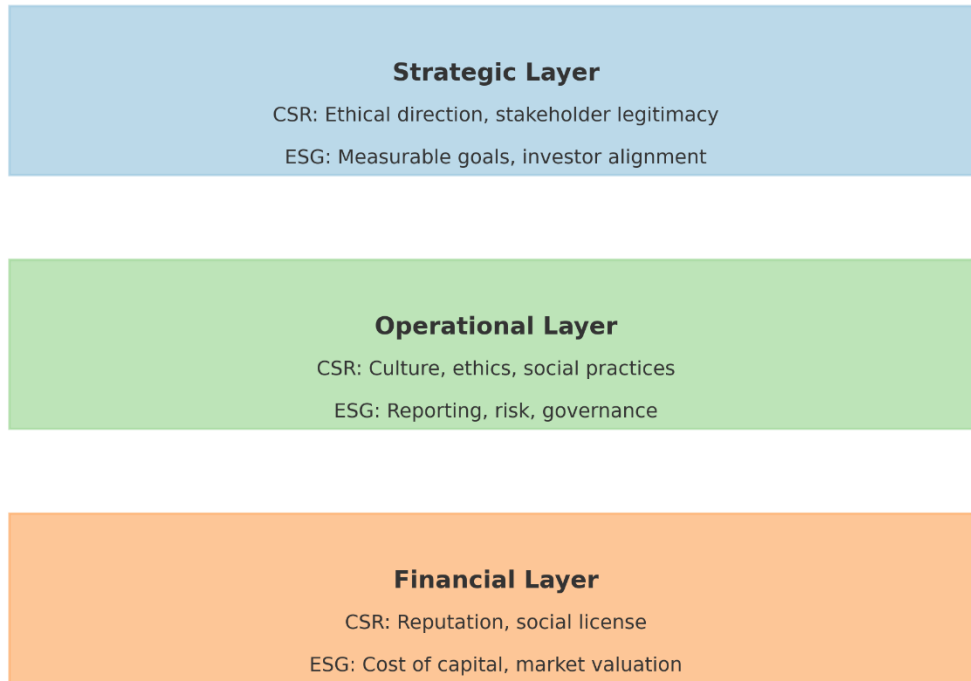 Strategic Layer
CSR: Ethical direction, stakeholder legitimacy
ESG: Measurable goals, investor alignment
Operational Layer
CSR: Culture, ethics, social practices
ESG: Reporting, risk, governance
Financial Layer
CSR: Reputation, social license
ESG: Cost of capital, market valuation